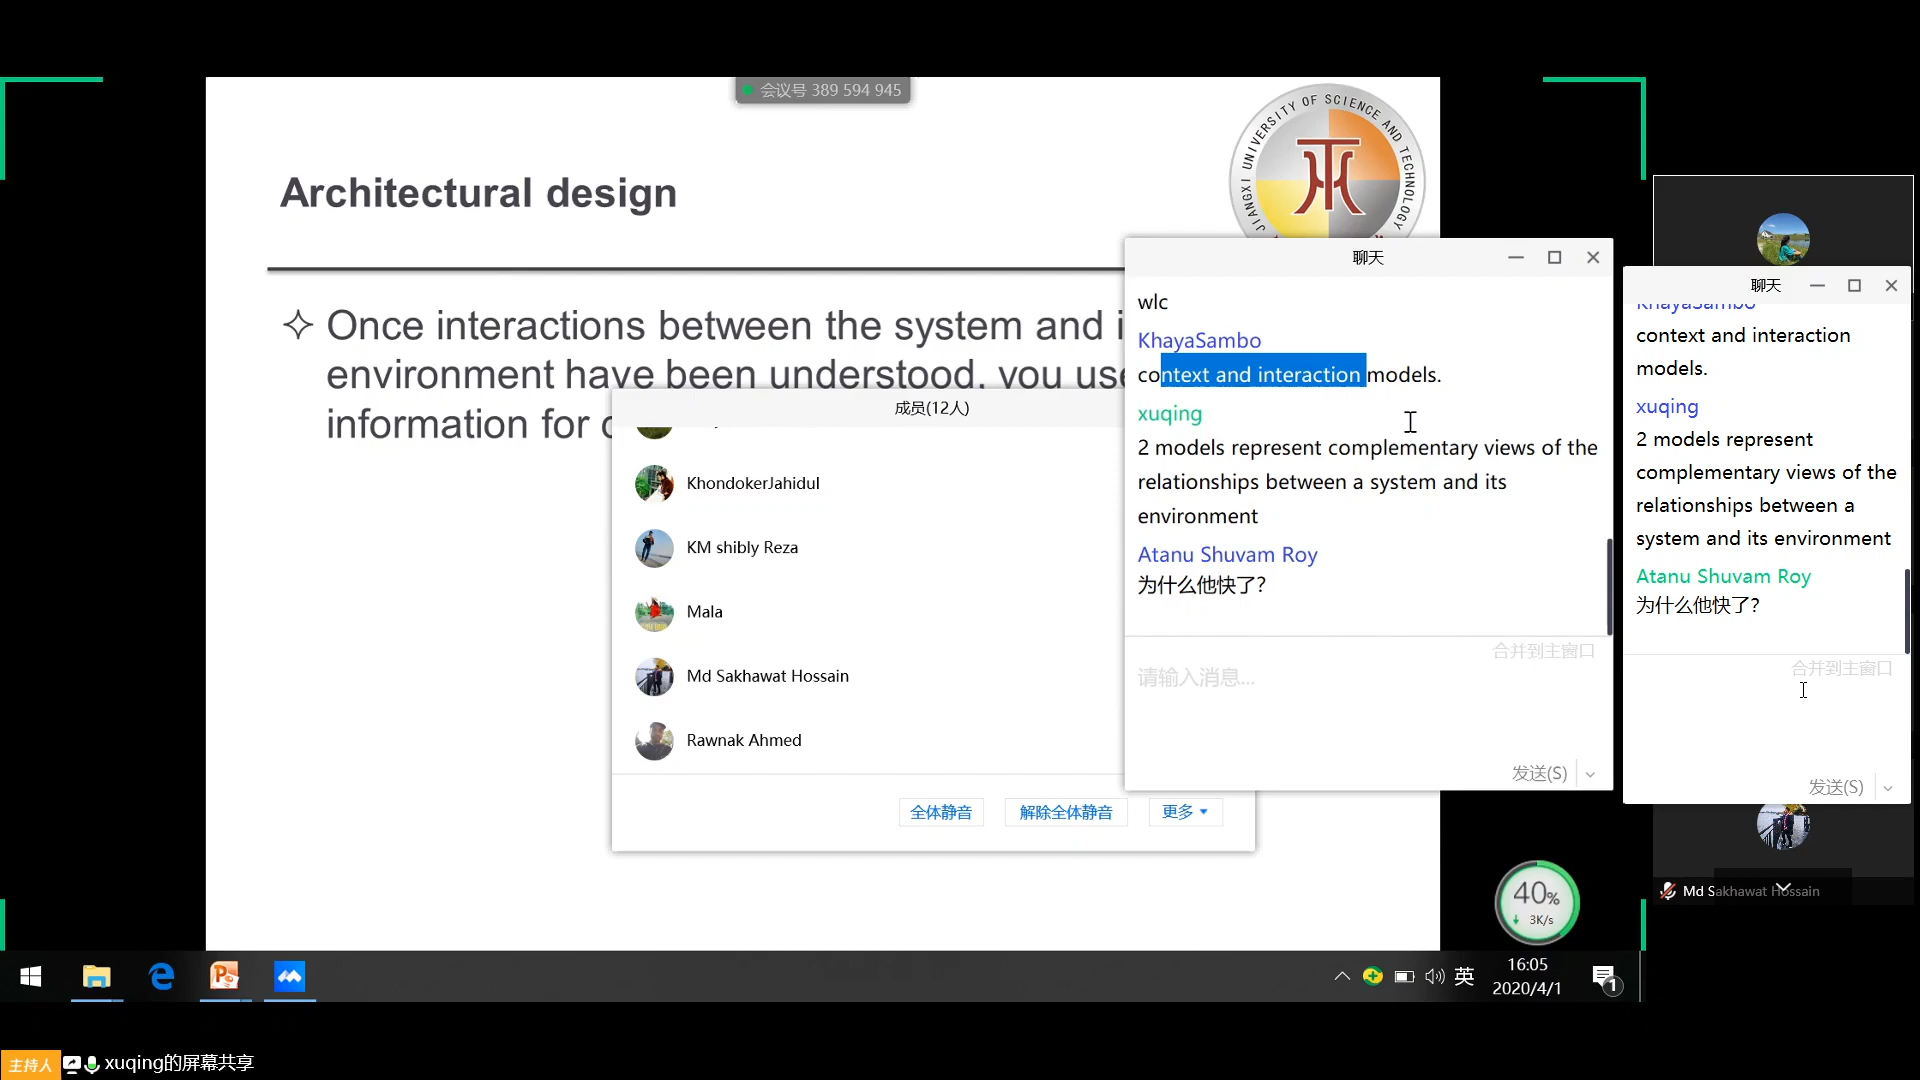 会议号 389 594 945
JIANGXI UNIVERSITY OF SCIENCE AND TECHNOLOGY
Architectural design
Once interactions between the system and i
environment have been understood, you use
information for
成员(12人)
KhondokerJahidul
KM shibly Reza
Mala
Md Sakhawat Hossain
Rawnak Ahmed
全体静音 解除全体静音 更多
聊天
wlc
KhayaSambo
context and interaction models.
xuqing
2 models represent complementary views of the
relationships between a system and its
environment
Atanu Shuvam Roy
为什么他快了?
合并到主窗口
请输入消息...
发送(S)
聊天
KhayaSambo
context and interaction
models.
xuqing
2 models represent
complementary views of the
relationships between a
system and its environment
Atanu Shuvam Roy
为什么他快了?
合并到主窗口
发送(S)
Md Sakhawat Hossain
40%
3K/s
英
16:05
2020/4/1
1
主持人 xuqing的屏幕共享